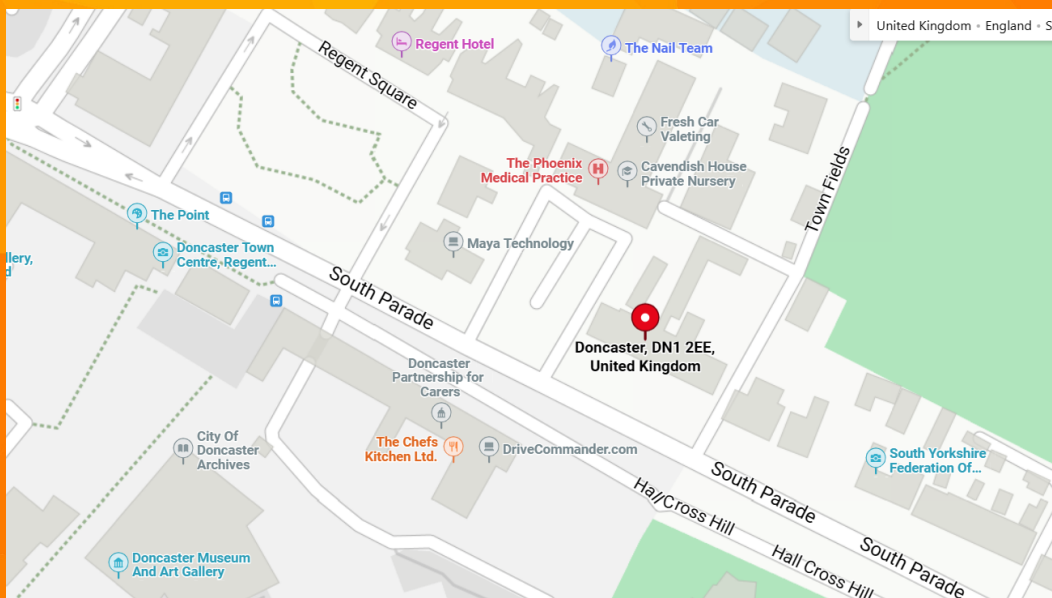 United Kingdom • England • S
Regent Hotel
The Nail Team
Regent Square
Fresh Car
Valeting
The Phoenix
Medical Practice
Cavendish House
Private Nursery
Town Fields
The Point
Doncaster Town
Centre, Regent...
llery,
d
Maya Technology
South Parade
Doncaster, DN1 2EE,
United Kingdom
Doncaster
Partnership for
Carers
City Of
Doncaster
Archives
The Chefs
Kitchen Ltd.
DriveCommander.com
South Yorkshire
Federation Of...
South Parade
Hall Cross Hill
South Parade
Hall Cross Hill
Doncaster Museum
And Art Gallery